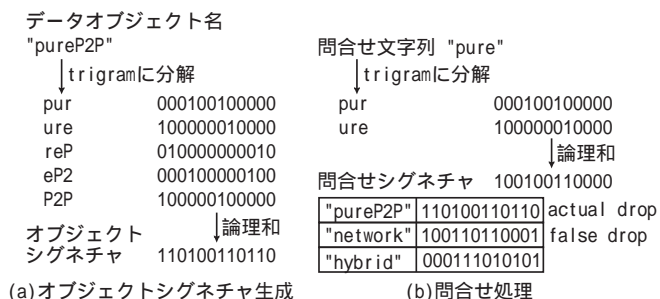 データオブジェクト名
"pureP2P"
trigramに分解
pur 000100100000
ure 100000010000
reP 010000000010
eP2 000100000100
P2P 100000100000
論理和
オブジェクト
シグネチャ 110100110110
(a)オブジェクトシグネチャ生成
問合せ文字列 "pure"
trigramに分解
pur 000100100000
ure 100000010000
論理和
問合せシグネチャ 100100110000
"pureP2P" 110100110110 actual drop
"network" 100110110001 false drop
"hybrid" 000111010101
(b)問合せ処理